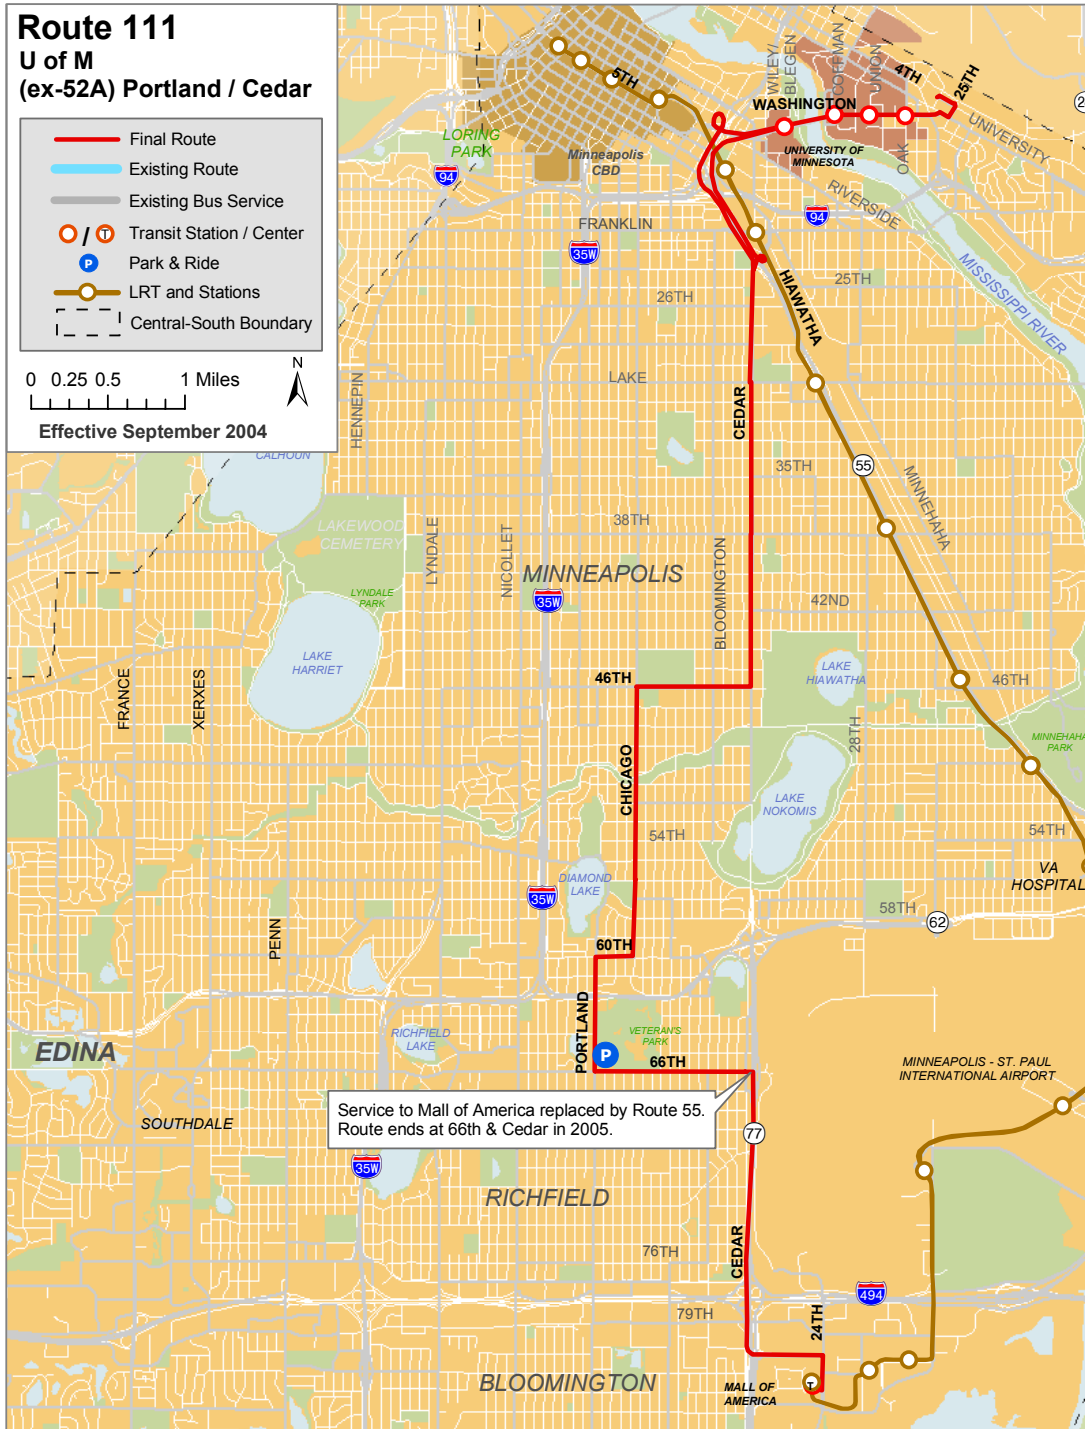 Route 111
U of M
(ex-52A) Portland / Cedar
Final Route
Existing Route
Existing Bus Service
/ T Transit Station / Center
P Park & Ride
LRT and Stations
Central-South Boundary
0 0.25 0.5 1 Miles
N
Effective September 2004
5TH
WILEY/
BLEGEN
COFFMAN
UNION
4TH
25TH
WASHINGTON
UNIVERSITY
LORING
PARK
Minneapolis
CBD
UNIVERSITY OF
MINNESOTA
OAK
94
RIVERSIDE
94
FRANKLIN
35W
MISSISSIPPI RIVER
HIAWATHA
25TH
26TH
LAKE
HENNEPIN
CEDAR
CALHOUN
35TH
55
MINNEHAHA
LAKEWOOD
CEMETERY
LYNDALE
NICOLLET
38TH
BLOOMINGTON
MINNEAPOLIS
35W
LYNDALE
PARK
42ND
LAKE
HARRIET
LAKE
HIAWATHA
FRANCE
XERXES
46TH
46TH
28TH
MINNEHAHA
PARK
CHICAGO
LAKE
NOKOMIS
54TH
54TH
VA
HOSPITAL
DIAMOND
LAKE
35W
58TH
62
PENN
60TH
PORTLAND
RICHFIELD
LAKE
VETERAN'S
PARK
EDINA
P
66TH
MINNEAPOLIS - ST. PAUL
INTERNATIONAL AIRPORT
Service to Mall of America replaced by Route 55.
Route ends at 66th & Cedar in 2005.
SOUTHDALE
77
35W
RICHFIELD
76TH
CEDAR
494
79TH
24TH
BLOOMINGTON
MALL OF
AMERICA
T